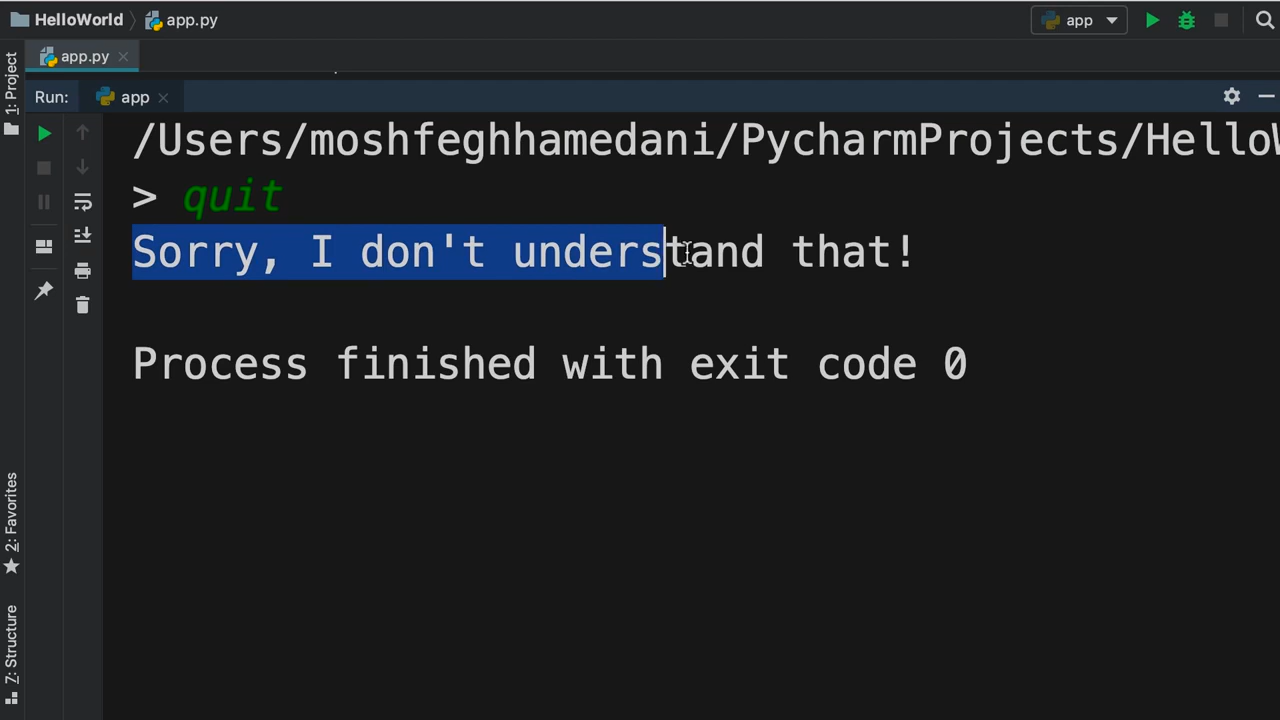 HelloWorld
app.py
app
app.py
Run:
app
1: Project
/Users/moshfeghhamedani/PycharmProjects/HelloW
> quit
Sorry, I don't understand that!
Process finished with exit code 0
2: Favorites
7: Structure